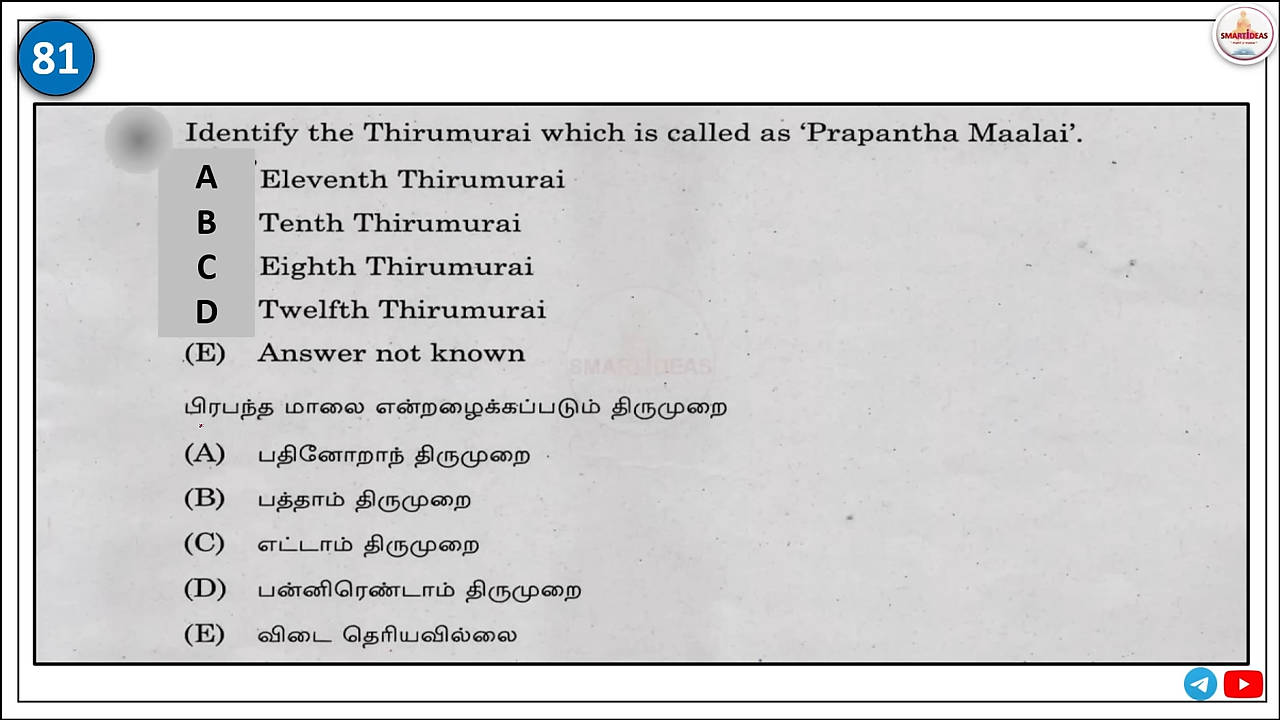 81
SMARTIDEAS
Identify the Thirumurai which is called as ‘Prapantha Maalai’.
A Eleventh Thirumurai
B Tenth Thirumurai
C Eighth Thirumurai
D Twelfth Thirumurai
(E) Answer not known
SMARTIDEAS
பிரபந்த மாலை என்றழைக்கப்படும் திருமுறை
(A) பதினோறாந் திருமுறை
(B) பத்தாம் திருமுறை
(C) எட்டாம் திருமுறை
(D) பன்னிரெண்டாம் திருமுறை
(E) விடை தெரியவில்லை